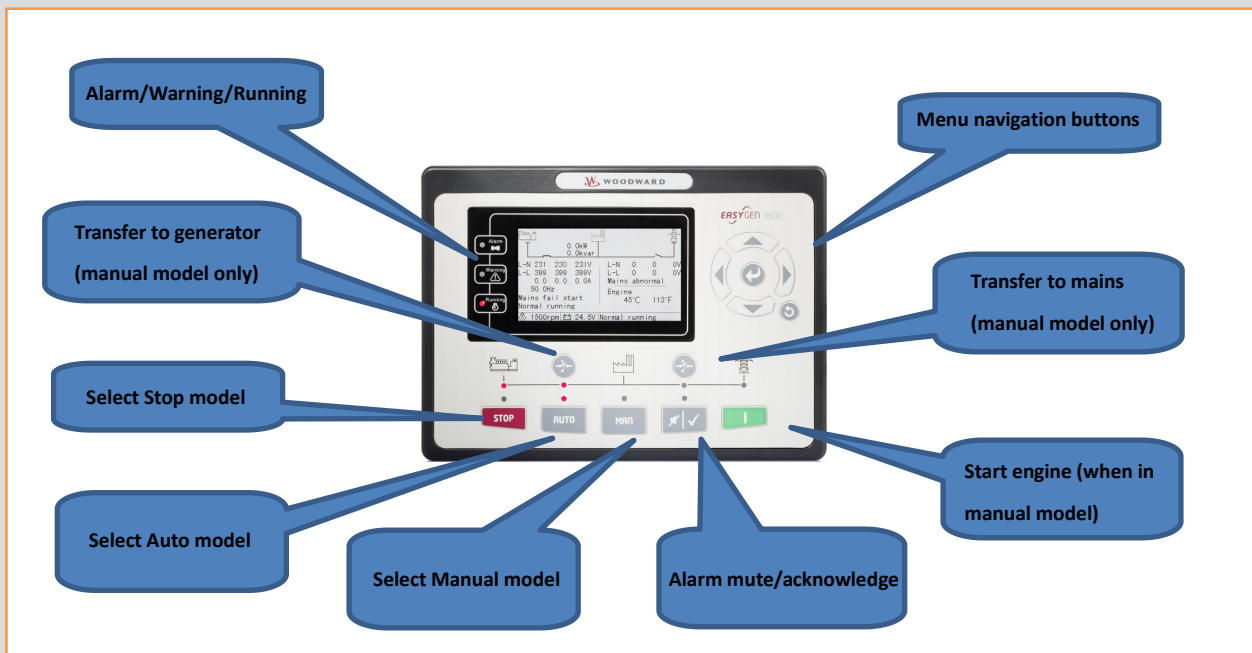 Alarm/Warning/Running
Menu navigation buttons
WOODWARD
EASYGEN 1800
Transfer to generator
(manual model only)
Alarm
Warning
Running
0.0kW
0.0kvar
L-N 231 230 231V
L-L 399 399 399V
0.0 0.0 0.0A
50.0Hz
Mains fail start
Normal running
L-N 0 0 0V
L-L 0 0 0V
Mains abnormal
Engine
45℃ 113°F
1500rpm 24.5V Normal running
Transfer to mains
(manual model only)
Select Stop model
STOP
AUTO
MAN
I
Start engine (when in
manual model)
Select Auto model
Select Manual model
Alarm mute/acknowledge